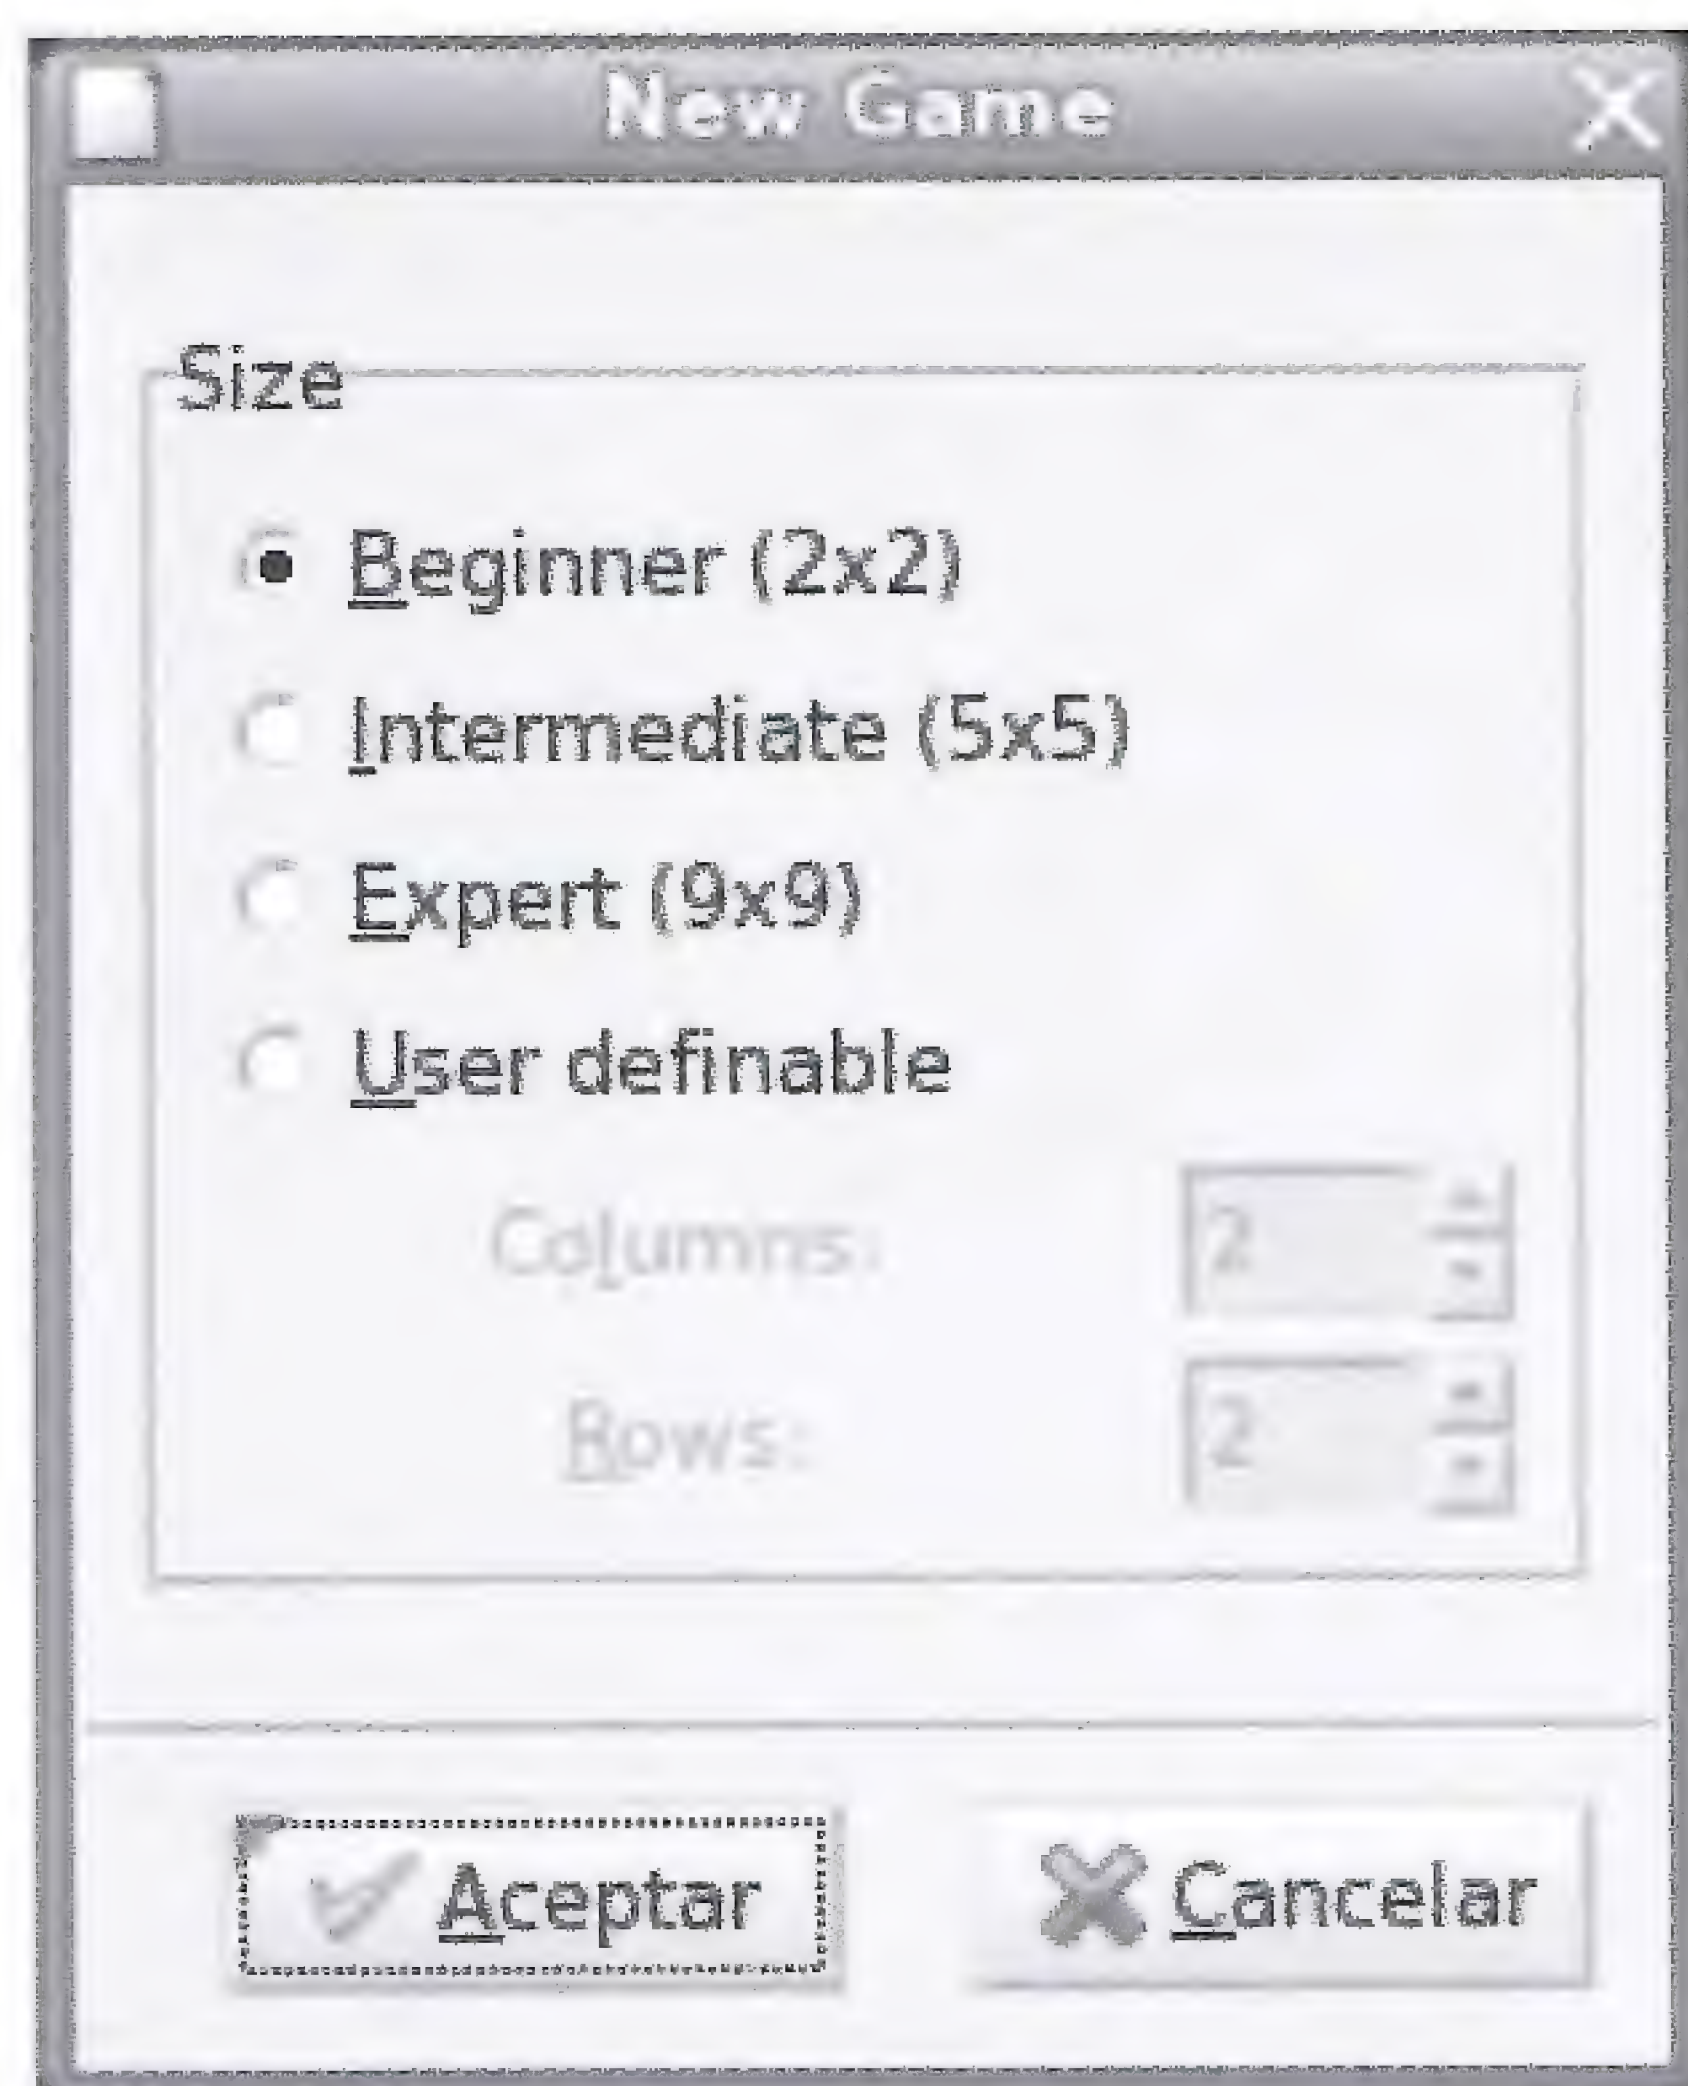 New Game
Size
Beginner (2x2)
Intermediate (5x5)
Expert (9x9)
User definable
Columns: 2
Rows: 2
Aceptar Cancelar